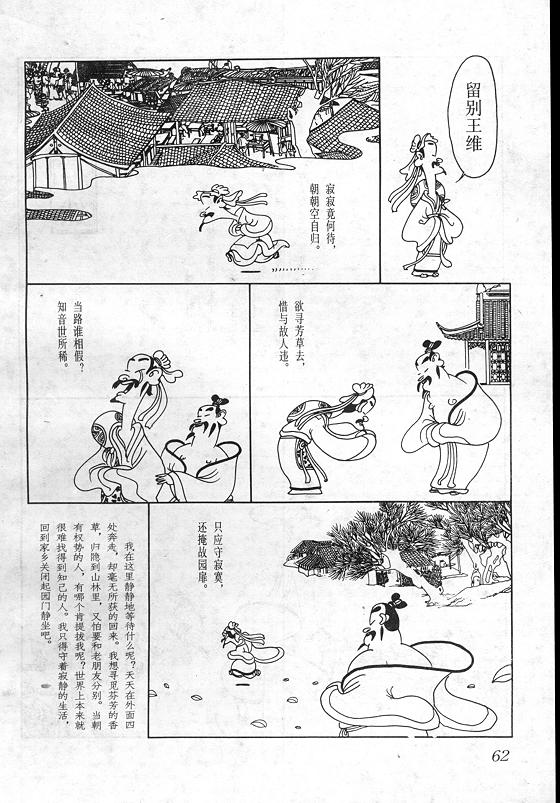 留别王维
寂寂竟何待，
朝朝空自归。
欲寻芳草去，
惜与故人违。
当路谁相假？
知音世所稀。
只应守寂寞，
还掩故园扉。
我在这里静静地等待什么呢？天天在外面四
处奔走，却毫无所获的回来。我想寻觅芬芳的香
草，归隐到山林里，又怕要和老朋友分别。当朝
有权势的人，有哪个肯提拔我呢？世界上本来就
很难找得到知己的人。我只得守着寂静的生活，
回到家乡关闭起园门静坐吧。
62